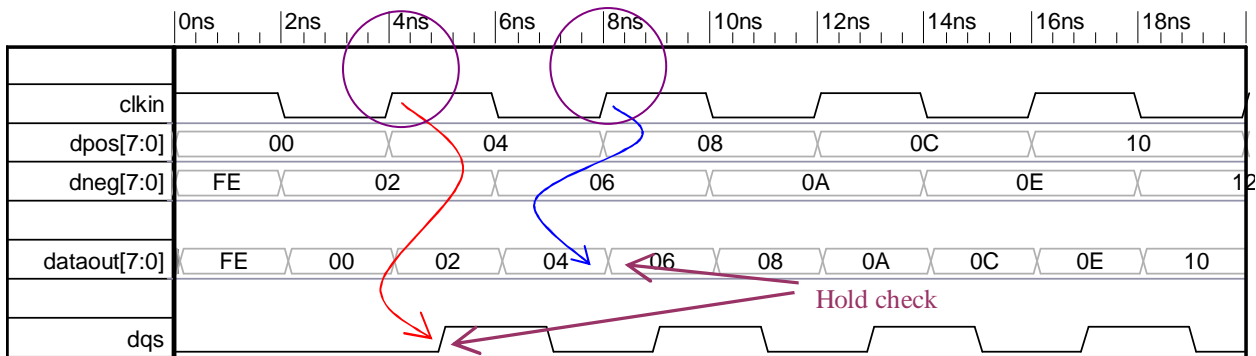 0ns 2ns 4ns 6ns 8ns 10ns 12ns 14ns 16ns 18ns
clkin
dpos[7:0] 00 04 08 0C 10
dneg[7:0] FE 02 06 0A 0E 12
dataout[7:0] FE 00 02 04 06 08 0A 0C 0E 10
Hold check
dqs